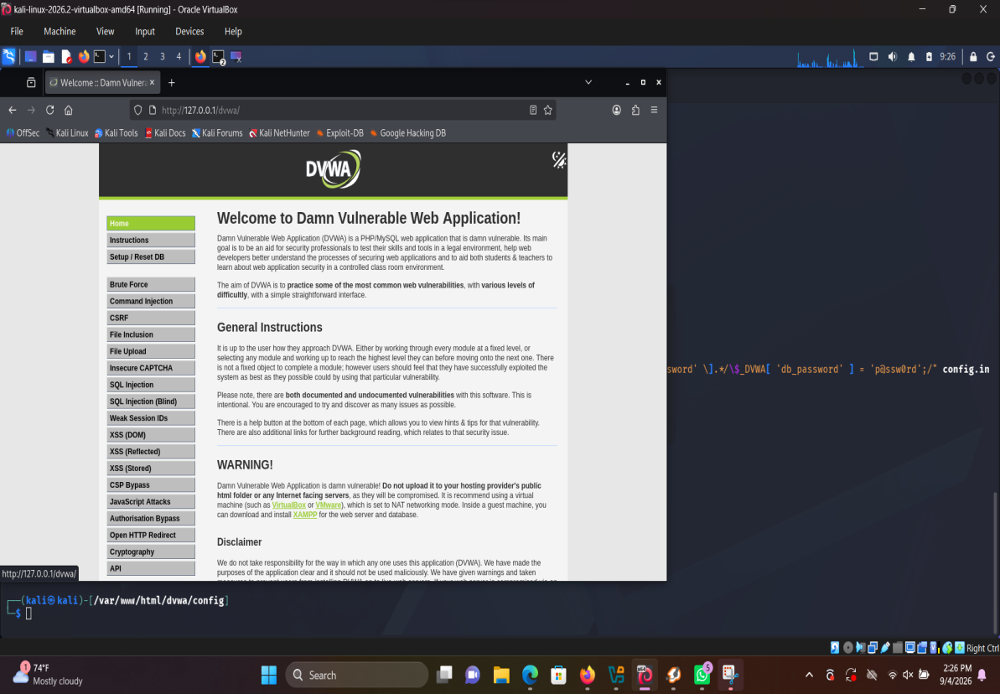 kali-linux-2026.2-virtualbox-amd64 [Running] - Oracle VirtualBox
File Machine View Input Devices Help
1 2 3 4 2 9:26
Welcome :: Damn Vulnera
http://127.0.0.1/dvwa/
OffSec Kali Linux Kali Tools Kali Docs Kali Forums Kali NetHunter Exploit-DB Google Hacking DB
DVWA
Home
Instructions
Setup / Reset DB
Brute Force
Command Injection
CSRF
File Inclusion
File Upload
Insecure CAPTCHA
SQL Injection
SQL Injection (Blind)
Weak Session IDs
XSS (DOM)
XSS (Reflected)
XSS (Stored)
CSP Bypass
JavaScript Attacks
Authorisation Bypass
Open HTTP Redirect
Cryptography
API
Welcome to Damn Vulnerable Web Application!
Damn Vulnerable Web Application (DVWA) is a PHP/MySQL web application that is damn vulnerable. Its main
goal is to be an aid for security professionals to test their skills and tools in a legal environment, help web
developers better understand the processes of securing web applications and to aid both students & teachers to
learn about web application security in a controlled class room environment.
The aim of DVWA is to practice some of the most common web vulnerabilities, with various levels of
difficultly, with a simple straightforward interface.
General Instructions
It is up to the user how they approach DVWA. Either by working through every module at a fixed level, or
selecting any module and working up to reach the highest level they can before moving onto the next one. There
is not a fixed object to complete a module; however users should feel that they have successfully exploited the
system as best as they possible could by using that particular vulnerability.
Please note, there are both documented and undocumented vulnerabilities with this software. This is
intentional. You are encouraged to try and discover as many issues as possible.
There is a help button at the bottom of each page, which allows you to view hints & tips for that vulnerability.
There are also additional links for further background reading, which relates to that security issue.
WARNING!
Damn Vulnerable Web Application is damn vulnerable! Do not upload it to your hosting provider's public
html folder or any Internet facing servers, as they will be compromised. It is recommend using a virtual
machine (such as VirtualBox or VMware), which is set to NAT networking mode. Inside a guest machine, you
can download and install XAMPP for the web server and database.
Disclaimer
We do not take responsibility for the way in which any one uses this application (DVWA). We have made the
purposes of the application clear and it should not be used maliciously. We have given warnings and taken
http://127.0.0.1/dvwa/
ssword' \].*/\$_DVWA[ 'db_password' ] = 'p@ssw0rd';/" config.in
(kali㉿kali)-[/var/www/html/dvwa/config]
$
Right Ctrl
1
74°F
Mostly cloudy
Search
5
2:26 PM
9/4/2026